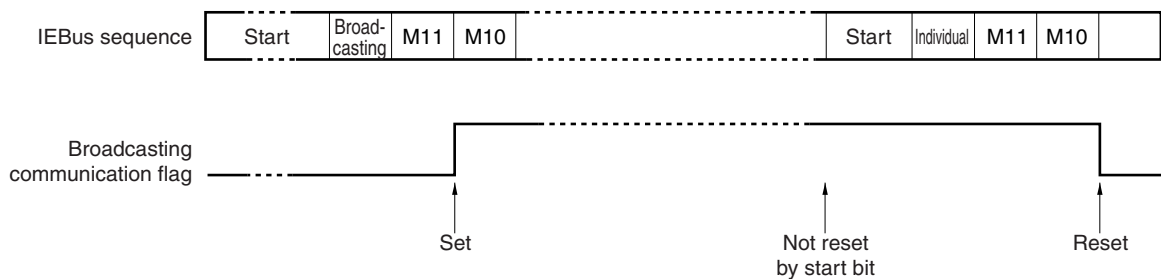 IEBus sequence
Start
Broad-
casting
M11
M10
Start
Individual
M11
M10
Broadcasting
communication flag
Set
Not reset
by start bit
Reset